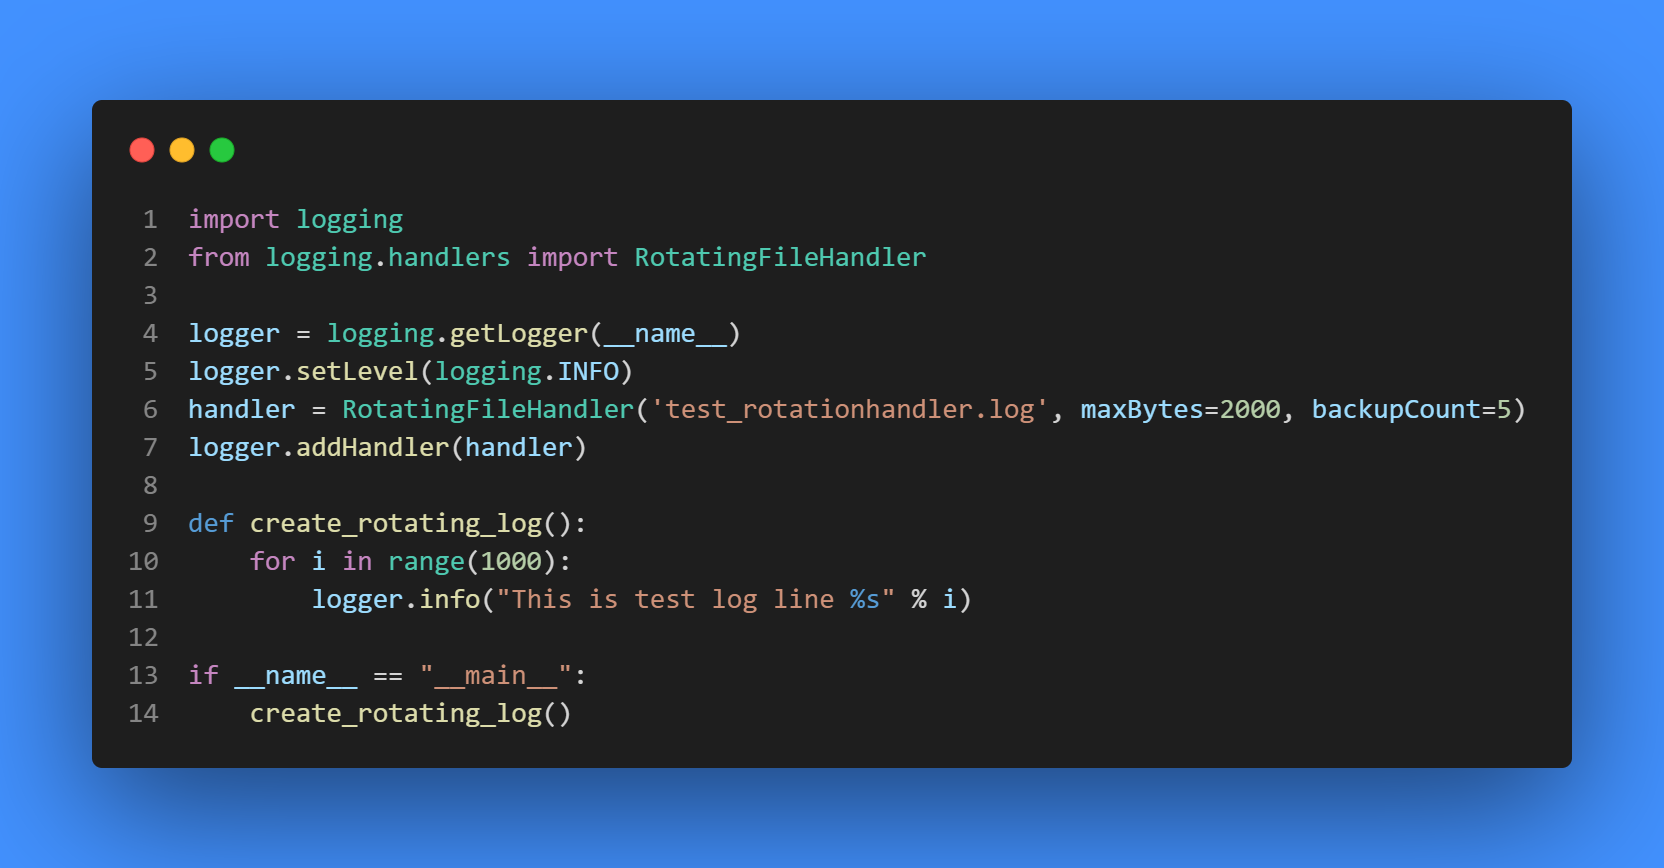 1 import logging
2 from logging.handlers import RotatingFileHandler
3
4 logger = logging.getLogger(__name__)
5 logger.setLevel(logging.INFO)
6 handler = RotatingFileHandler('test_rotationhandler.log', maxBytes=2000, backupCount=5)
7 logger.addHandler(handler)
8
9 def create_rotating_log():
10     for i in range(1000):
11         logger.info("This is test log line %s" % i)
12
13 if __name__ == "__main__":
14     create_rotating_log()